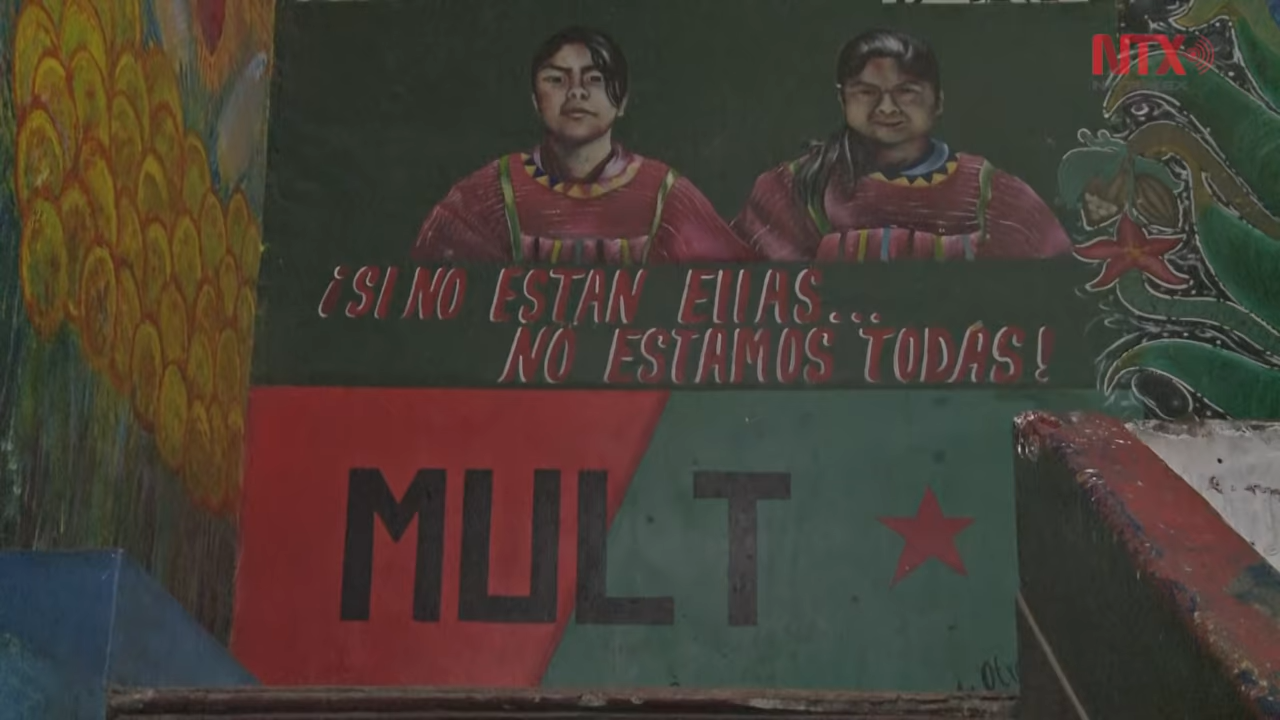 NTX
¡SI NO ESTAN EllAS...
NO ESTAMOS TODAS!
MULT